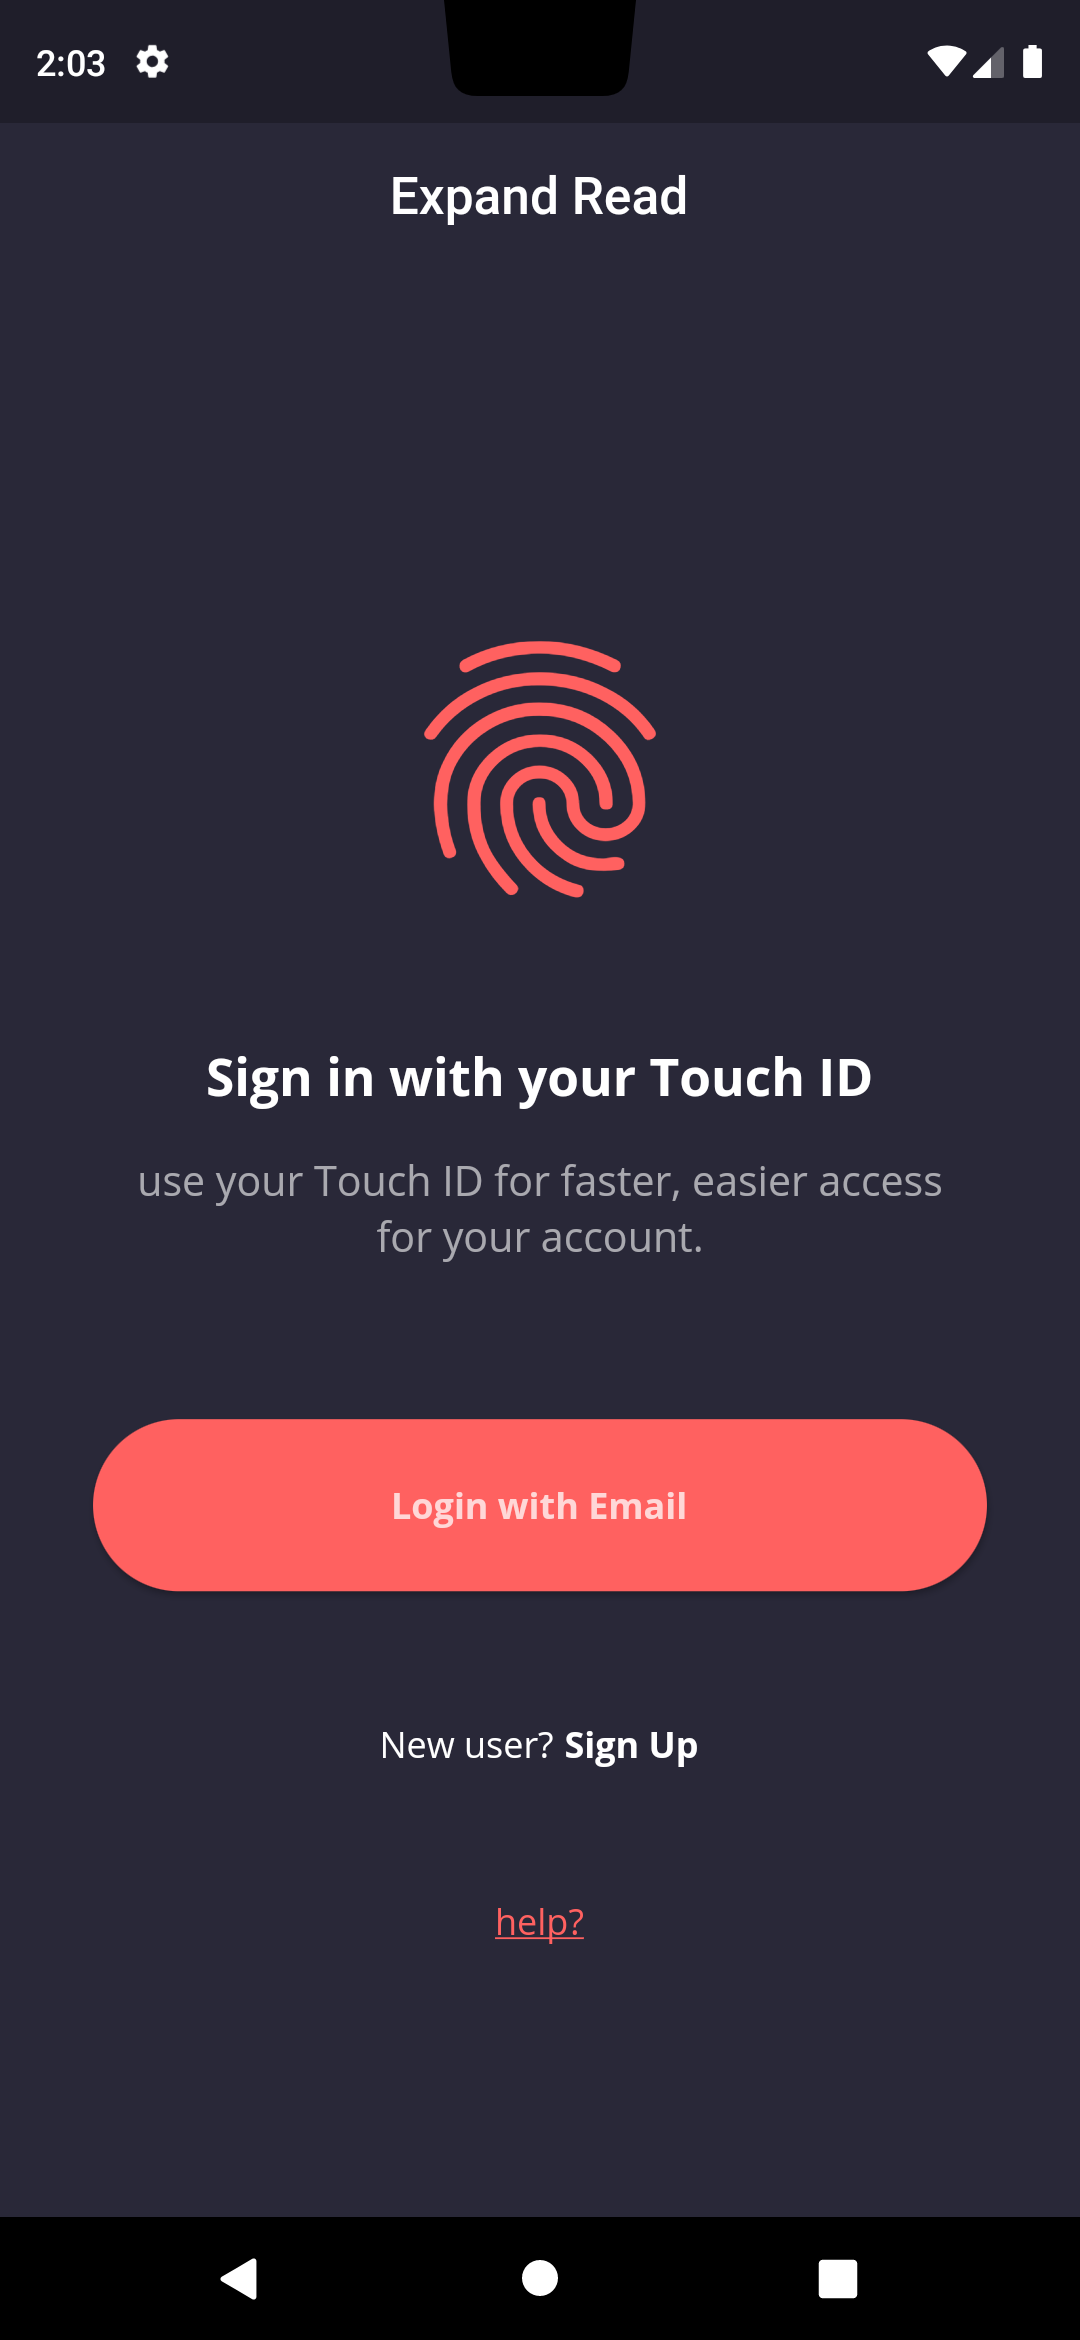 2:03
Expand Read
Sign in with your Touch ID
use your Touch ID for faster, easier access
for your account.
Login with Email
New user? Sign Up
help?